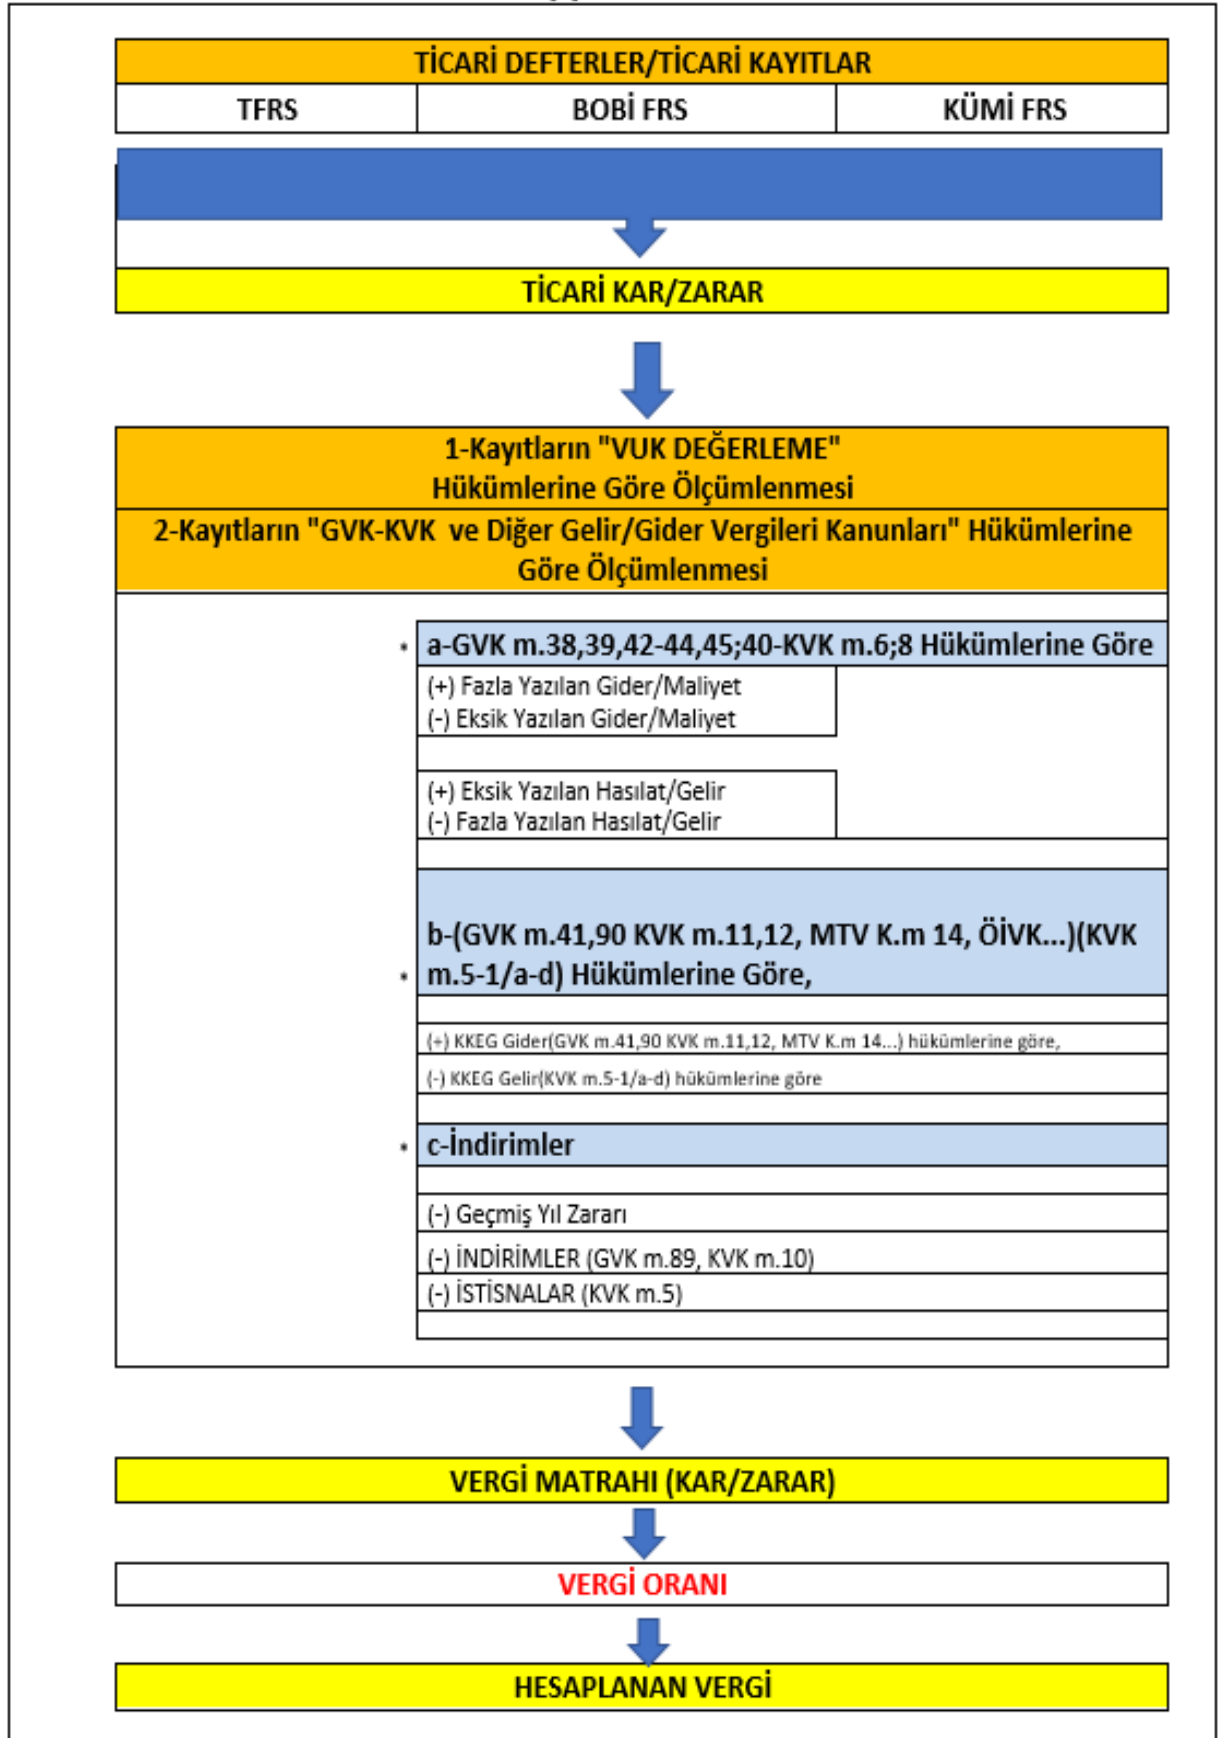 TİCARİ DEFTERLER/TİCARİ KAYITLAR
TFRS BOBİ FRS KÜMİ FRS
TİCARİ KAR/ZARAR
1-Kayıtların "VUK DEĞERLEME"
Hükümlerine Göre Ölçümlenmesi
2-Kayıtların "GVK-KVK ve Diğer Gelir/Gider Vergileri Kanunları" Hükümlerine
Göre Ölçümlenmesi
* a-GVK m.38,39,42-44,45;40-KVK m.6;8 Hükümlerine Göre
(+) Fazla Yazılan Gider/Maliyet
(-) Eksik Yazılan Gider/Maliyet
(+) Eksik Yazılan Hasılat/Gelir
(-) Fazla Yazılan Hasılat/Gelir
b-(GVK m.41,90 KVK m.11,12, MTV K.m 14, ÖİVK...)(KVK
* m.5-1/a-d) Hükümlerine Göre,
(+) KKEG Gider(GVK m.41,90 KVK m.11,12, MTV K.m 14...) hükümlerine göre,
(-) KKEG Gelir(KVK m.5-1/a-d) hükümlerine göre
* c-İndirimler
(-) Geçmiş Yıl Zararı
(-) İNDİRİMLER (GVK m.89, KVK m.10)
(-) İSTİSNALAR (KVK m.5)
VERGİ MATRAHI (KAR/ZARAR)
VERGİ ORANI
HESAPLANAN VERGİ